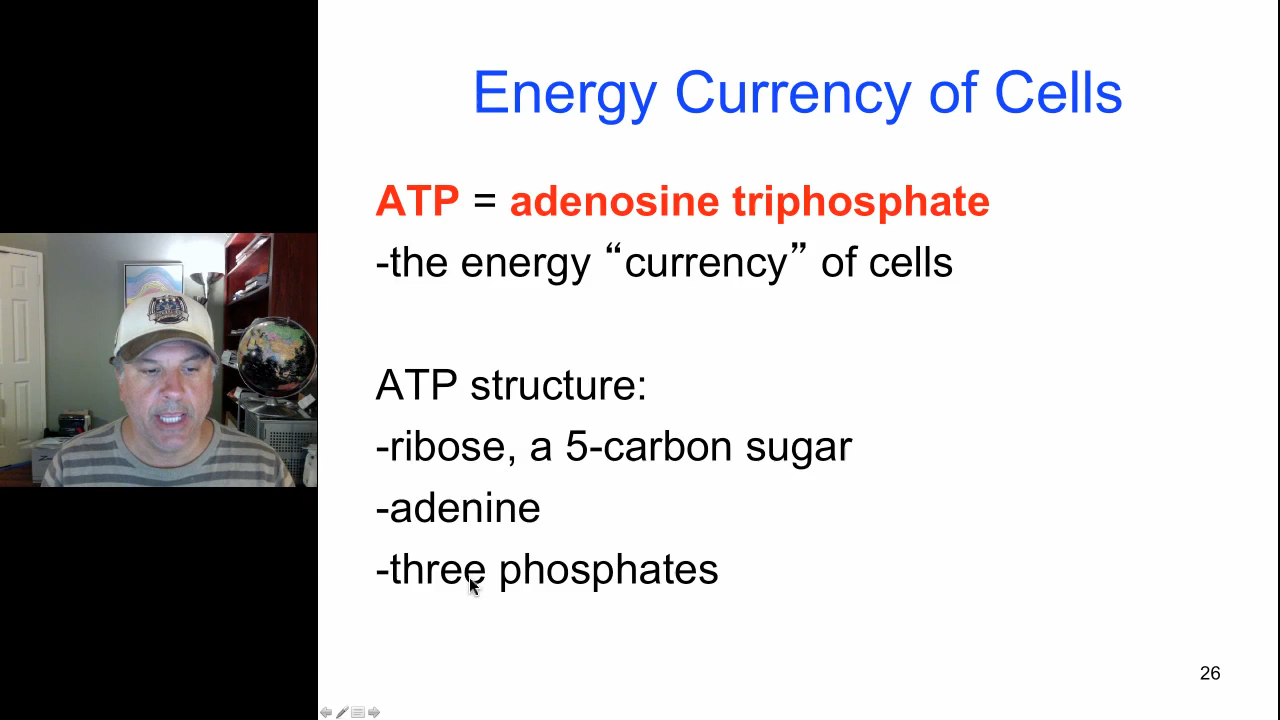 Energy Currency of Cells
ATP = adenosine triphosphate
-the energy “currency” of cells
ATP structure:
-ribose, a 5-carbon sugar
-adenine
-three phosphates
26